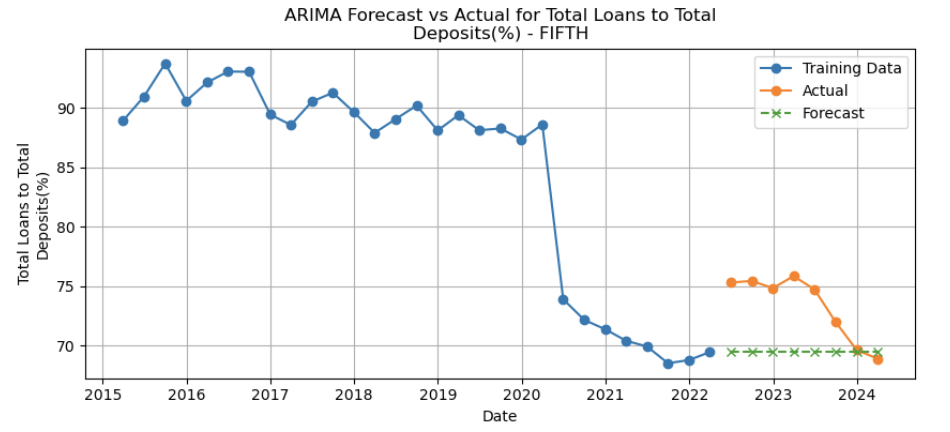 ARIMA Forecast vs Actual for Total Loans to Total
Deposits(%) - FIFTH
Training Data
Actual
Forecast
Total Loans to Total
Deposits(%)
90
85
80
75
70
2015
2016
2017
2018
2019
2020
2021
2022
2023
2024
Date